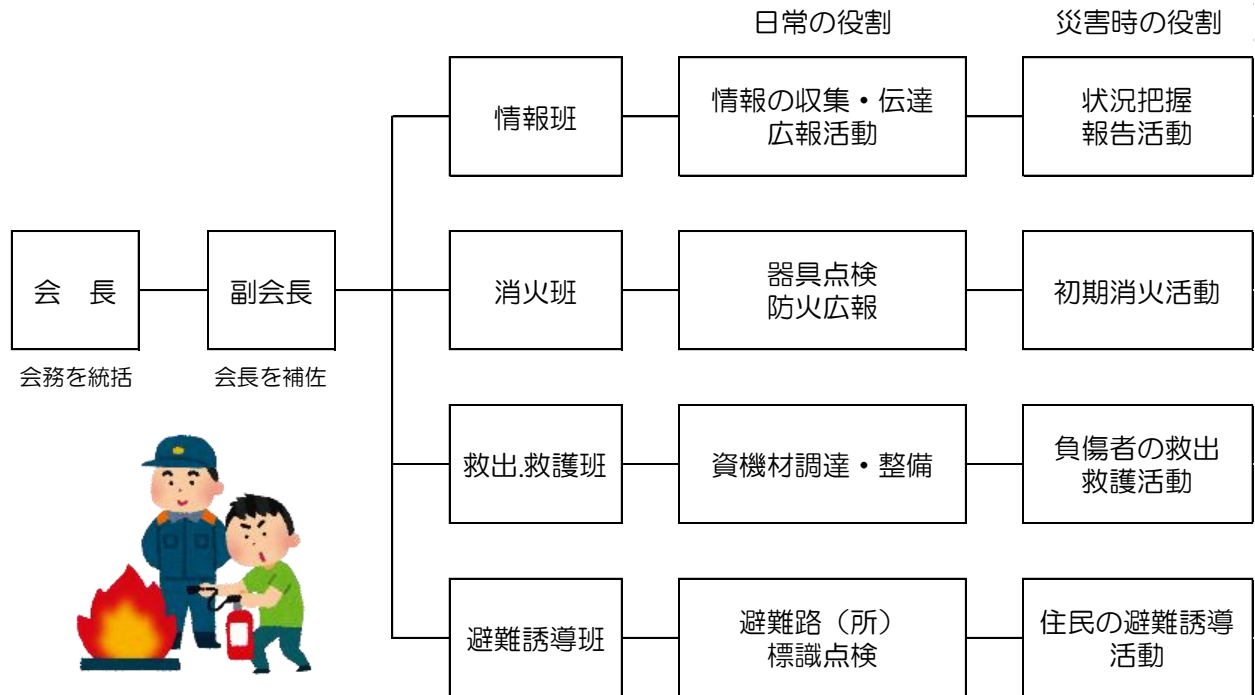 日常の役割
災害時の役割
情報班
情報の収集・伝達
広報活動
状況把握
報告活動
会　長
会務を統括
副会長
会長を補佐
消火班
器具点検
防火広報
初期消火活動
救出.救護班
資機材調達・整備
負傷者の救出
救護活動
避難誘導班
避難路（所）
標識点検
住民の避難誘導
活動